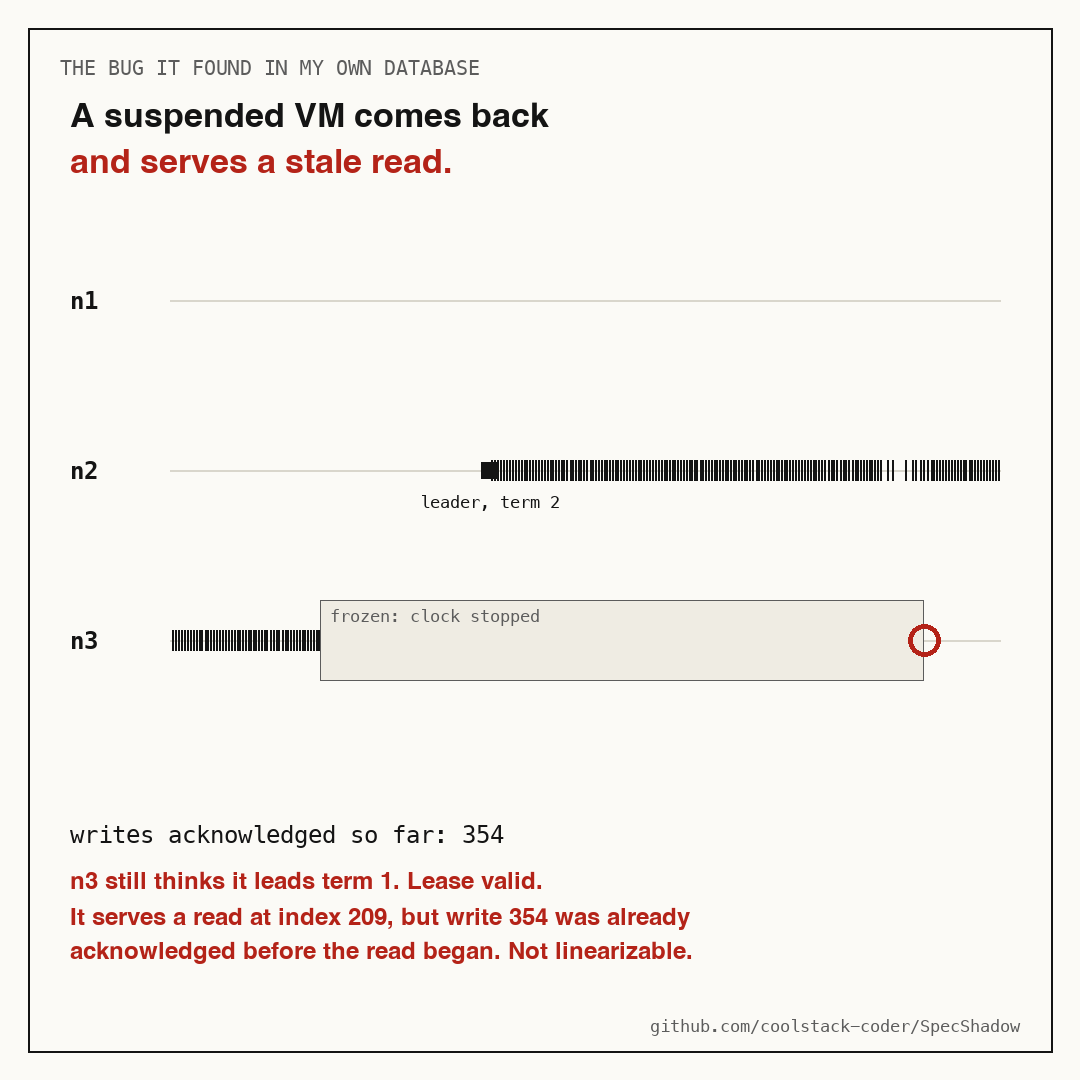 THE BUG IT FOUND IN MY OWN DATABASE
A suspended VM comes back
and serves a stale read.
n1
n2
leader, term 2
frozen: clock stopped
n3
writes acknowledged so far: 354
n3 still thinks it leads term 1. Lease valid.
It serves a read at index 209, but write 354 was already
acknowledged before the read began. Not linearizable.
github.com/coolstack-coder/SpecShadow